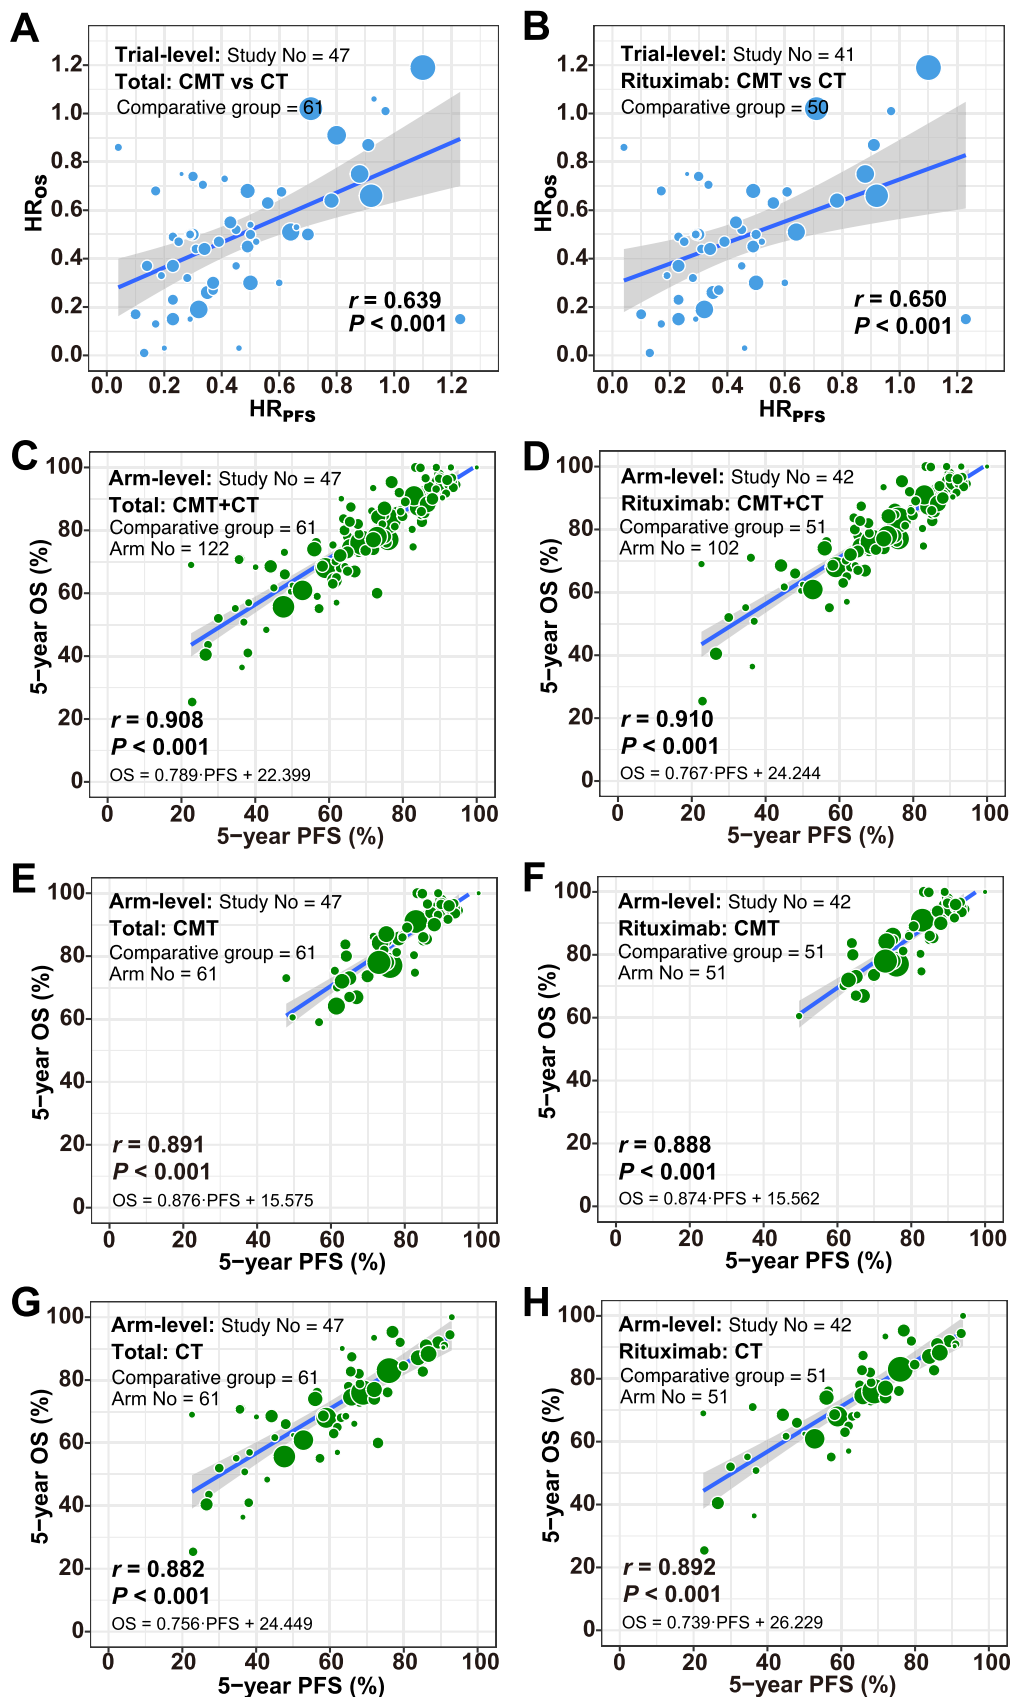 A
Trial-level: Study No = 47
Total: CMT vs CT
Comparative group = 61
1.2
1.0
0.8
0.6
0.4
0.2
0.0
HROS
r = 0.639
P < 0.001
0.0 0.2 0.4 0.6 0.8 1.0 1.2
HRPFS
B
Trial-level: Study No = 41
Rituximab: CMT vs CT
Comparative group = 50
1.2
1.0
0.8
0.6
0.4
0.2
0.0
HROS
r = 0.650
P < 0.001
0.0 0.2 0.4 0.6 0.8 1.0 1.2
HRPFS
C
Arm-level: Study No = 47
Total: CMT+CT
Comparative group = 61
Arm No = 122
100
80
60
40
20
0
5−year OS (%)
r = 0.908
P < 0.001
OS = 0.789·PFS + 22.399
0 20 40 60 80 100
5−year PFS (%)
D
Arm-level: Study No = 42
Rituximab: CMT+CT
Comparative group = 51
Arm No = 102
100
80
60
40
20
0
5−year OS (%)
r = 0.910
P < 0.001
OS = 0.767·PFS + 24.244
0 20 40 60 80 100
5−year PFS (%)
E
Arm-level: Study No = 47
Total: CMT
Comparative group = 61
Arm No = 61
100
80
60
40
20
0
5−year OS (%)
r = 0.891
P < 0.001
OS = 0.876·PFS + 15.575
0 20 40 60 80 100
5−year PFS (%)
F
Arm-level: Study No = 42
Rituximab: CMT
Comparative group = 51
Arm No = 51
100
80
60
40
20
0
5−year OS (%)
r = 0.888
P < 0.001
OS = 0.874·PFS + 15.562
0 20 40 60 80 100
5−year PFS (%)
G
Arm-level: Study No = 47
Total: CT
Comparative group = 61
Arm No = 61
100
80
60
40
20
0
5−year OS (%)
r = 0.882
P < 0.001
OS = 0.756·PFS + 24.449
0 20 40 60 80 100
5−year PFS (%)
H
Arm-level: Study No = 42
Rituximab: CT
Comparative group = 51
Arm No = 51
100
80
60
40
20
0
5−year OS (%)
r = 0.892
P < 0.001
OS = 0.739·PFS + 26.229
0 20 40 60 80 100
5−year PFS (%)